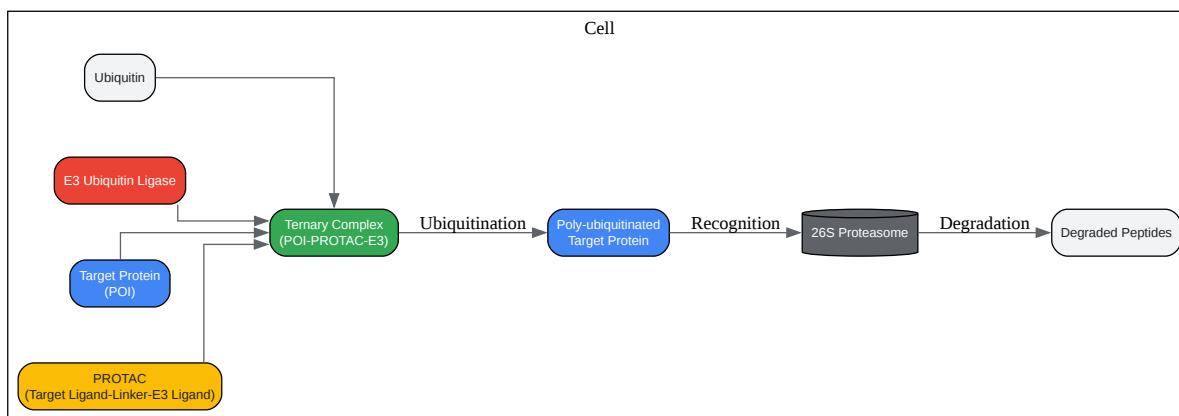 Cell
Ubiquitin
E3 Ubiquitin Ligase
Target Protein
(POI)
PROTAC
(Target Ligand-Linker-E3 Ligand)
Ternary Complex
(POI-PROTAC-E3)
Ubiquitination
Poly-ubiquitinated
Target Protein
Recognition
26S Proteasome
Degradation
Degraded Peptides